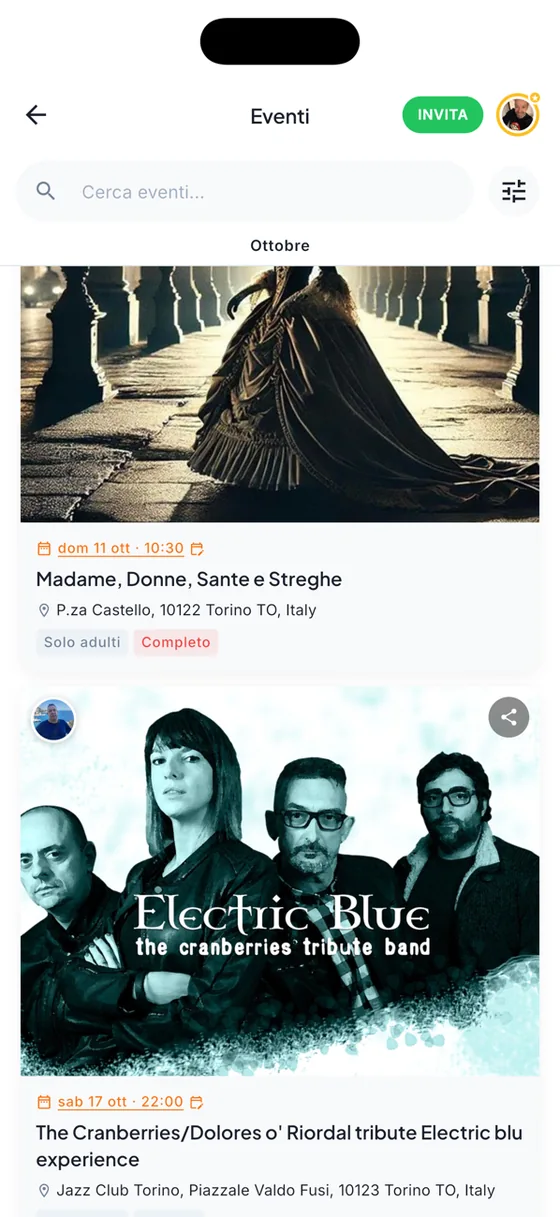 Eventi
INVITA
Cerca eventi...
Ottobre
dom 11 ott · 10:30
Madame, Donne, Sante e Streghe
P.za Castello, 10122 Torino TO, Italy
Solo adulti
Completo
Electric Blue
the cranberries tribute band
sab 17 ott · 22:00
The Cranberries/Dolores o' Riordal tribute Electric blu
experience
Jazz Club Torino, Piazzale Valdo Fusi, 10123 Torino TO, Italy